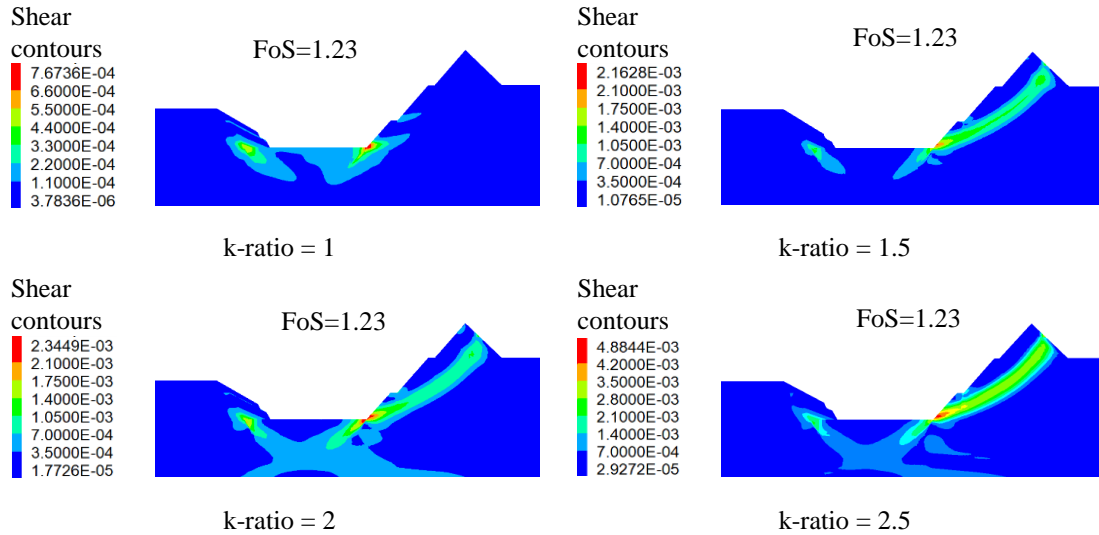 Shear
contours
FoS=1.23
7.6736E-04
6.6000E-04
5.5000E-04
4.4000E-04
3.3000E-04
2.2000E-04
1.1000E-04
3.7836E-06
k-ratio = 1
Shear
contours
FoS=1.23
2.1628E-03
2.1000E-03
1.7500E-03
1.4000E-03
1.0500E-03
7.0000E-04
3.5000E-04
1.0765E-05
k-ratio = 1.5
Shear
contours
FoS=1.23
2.3449E-03
2.1000E-03
1.7500E-03
1.4000E-03
1.0500E-03
7.0000E-04
3.5000E-04
1.7726E-05
k-ratio = 2
Shear
contours
FoS=1.23
4.8844E-03
4.2000E-03
3.5000E-03
2.8000E-03
2.1000E-03
1.4000E-03
7.0000E-04
2.9272E-05
k-ratio = 2.5